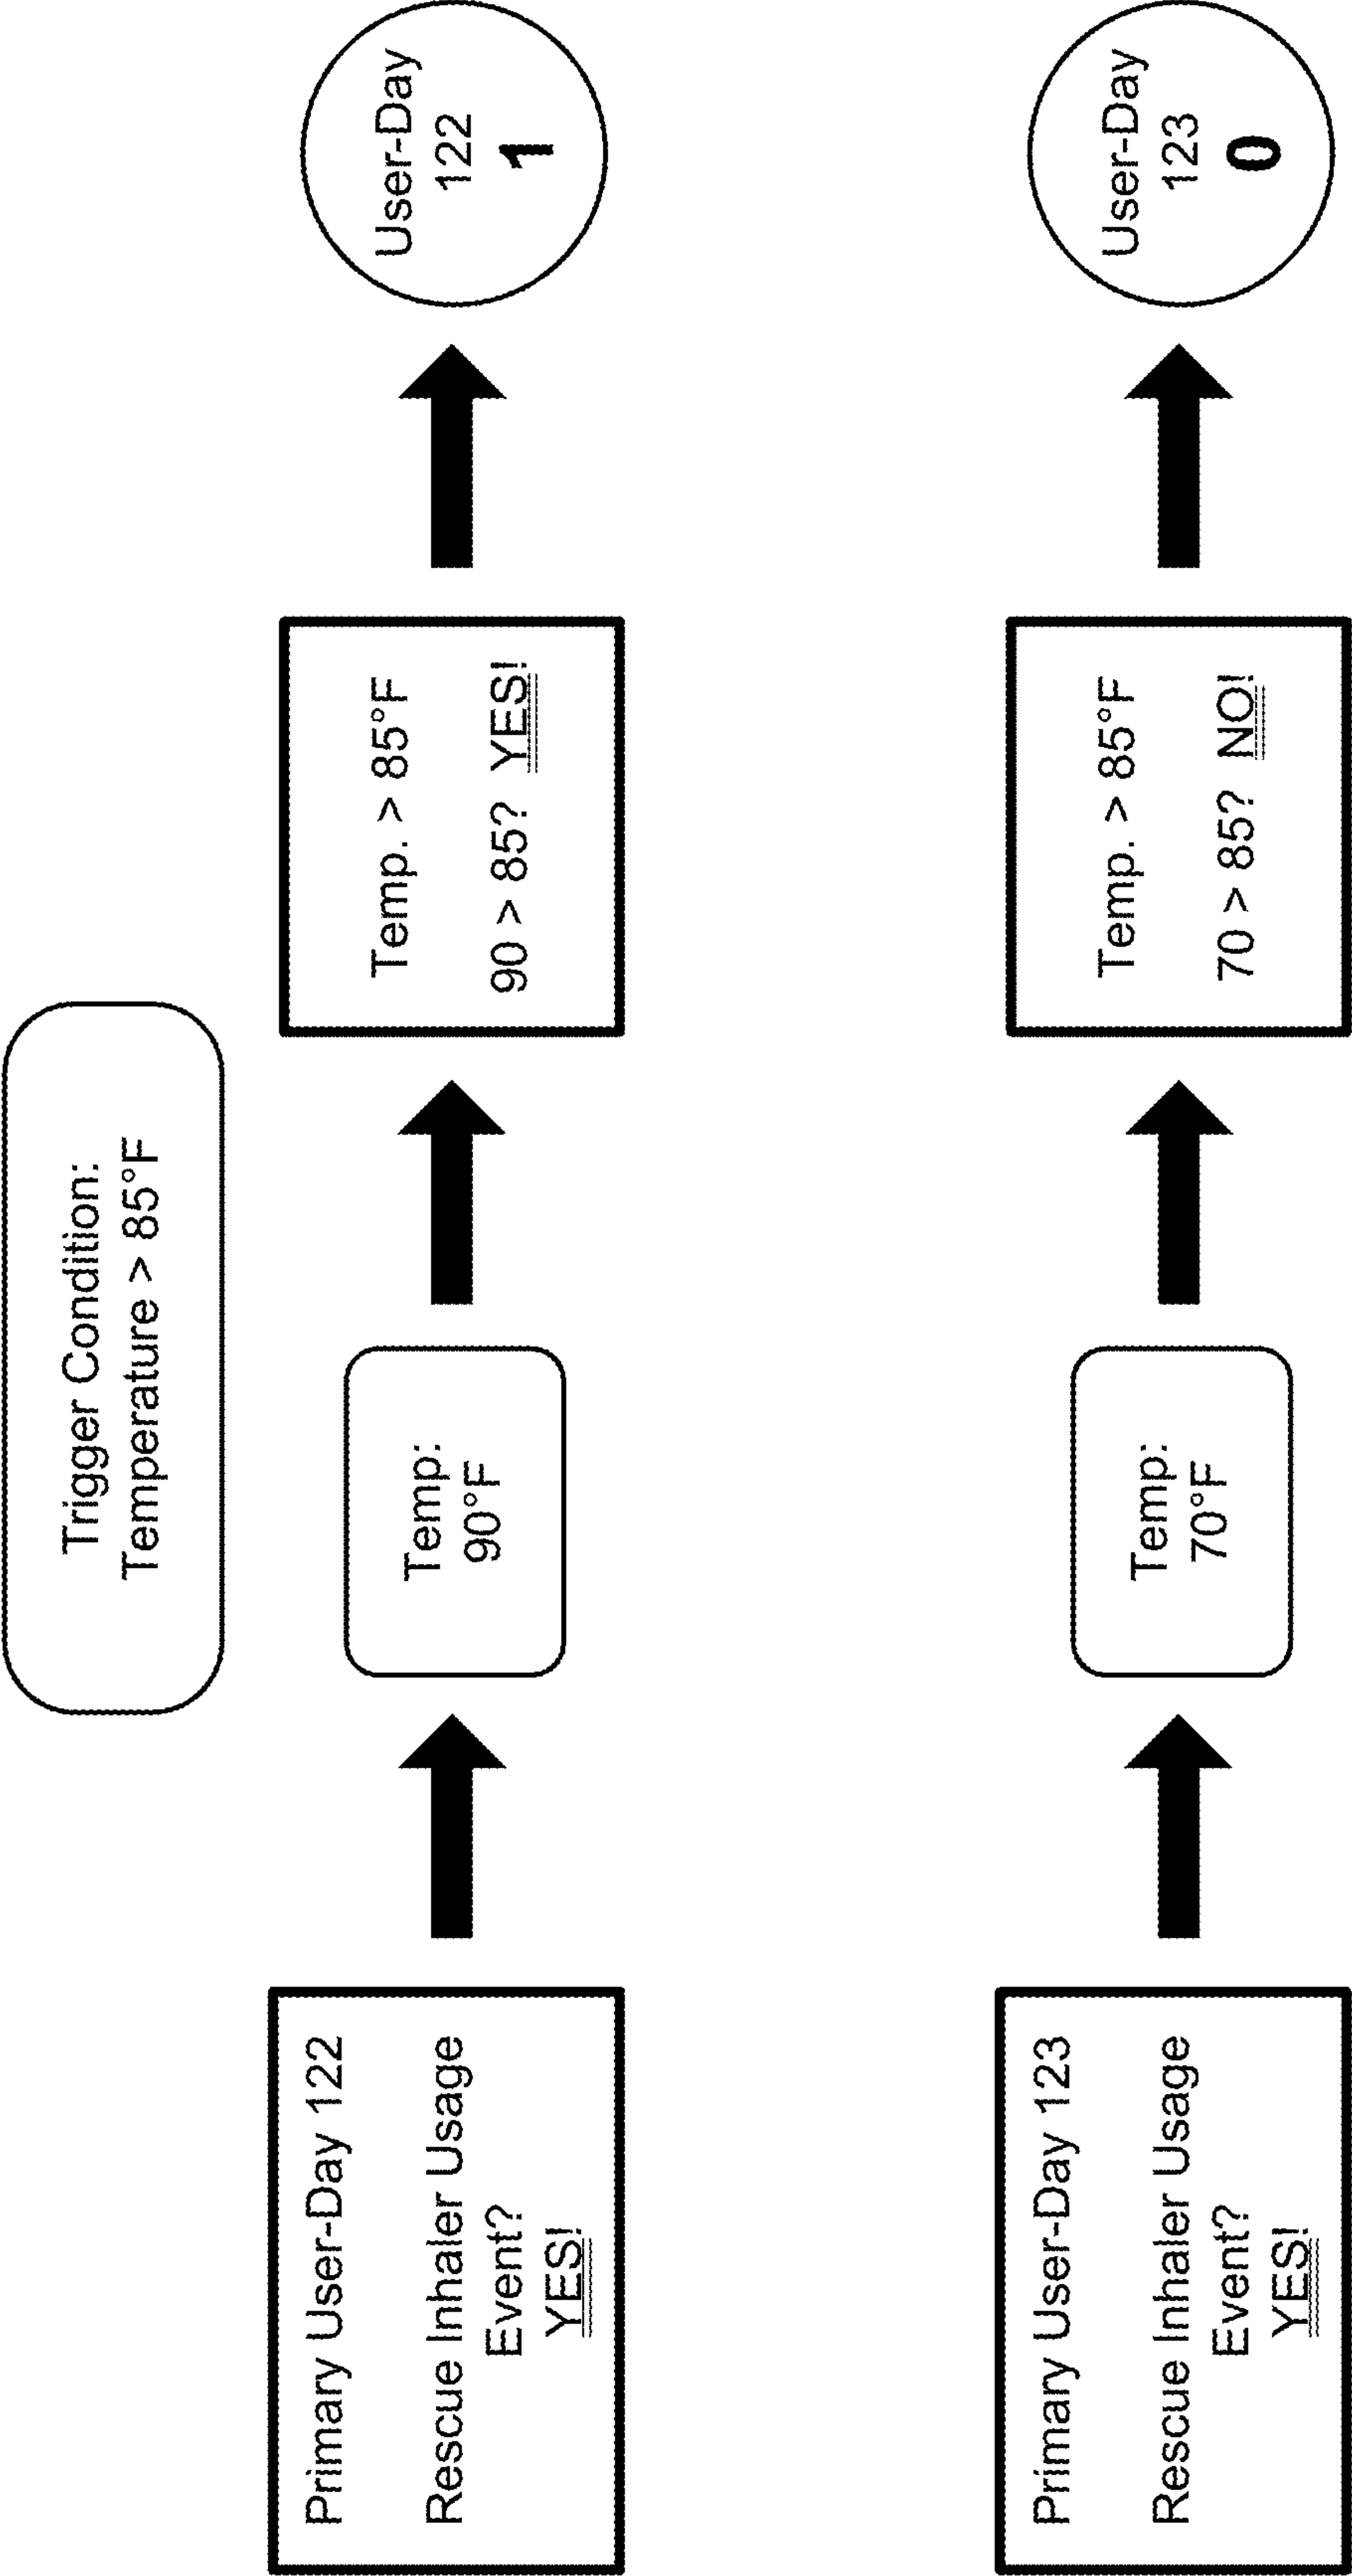 Trigger Condition:
Temperature > 85°F
Primary User-Day 122
Rescue Inhaler Usage
Event?
YES!
Temp:
90°F
Temp. > 85°F
90 > 85? YES!
User-Day
122
1
Primary User-Day 123
Rescue Inhaler Usage
Event?
YES!
Temp:
70°F
Temp. > 85°F
70 > 85? NO!
User-Day
123
0